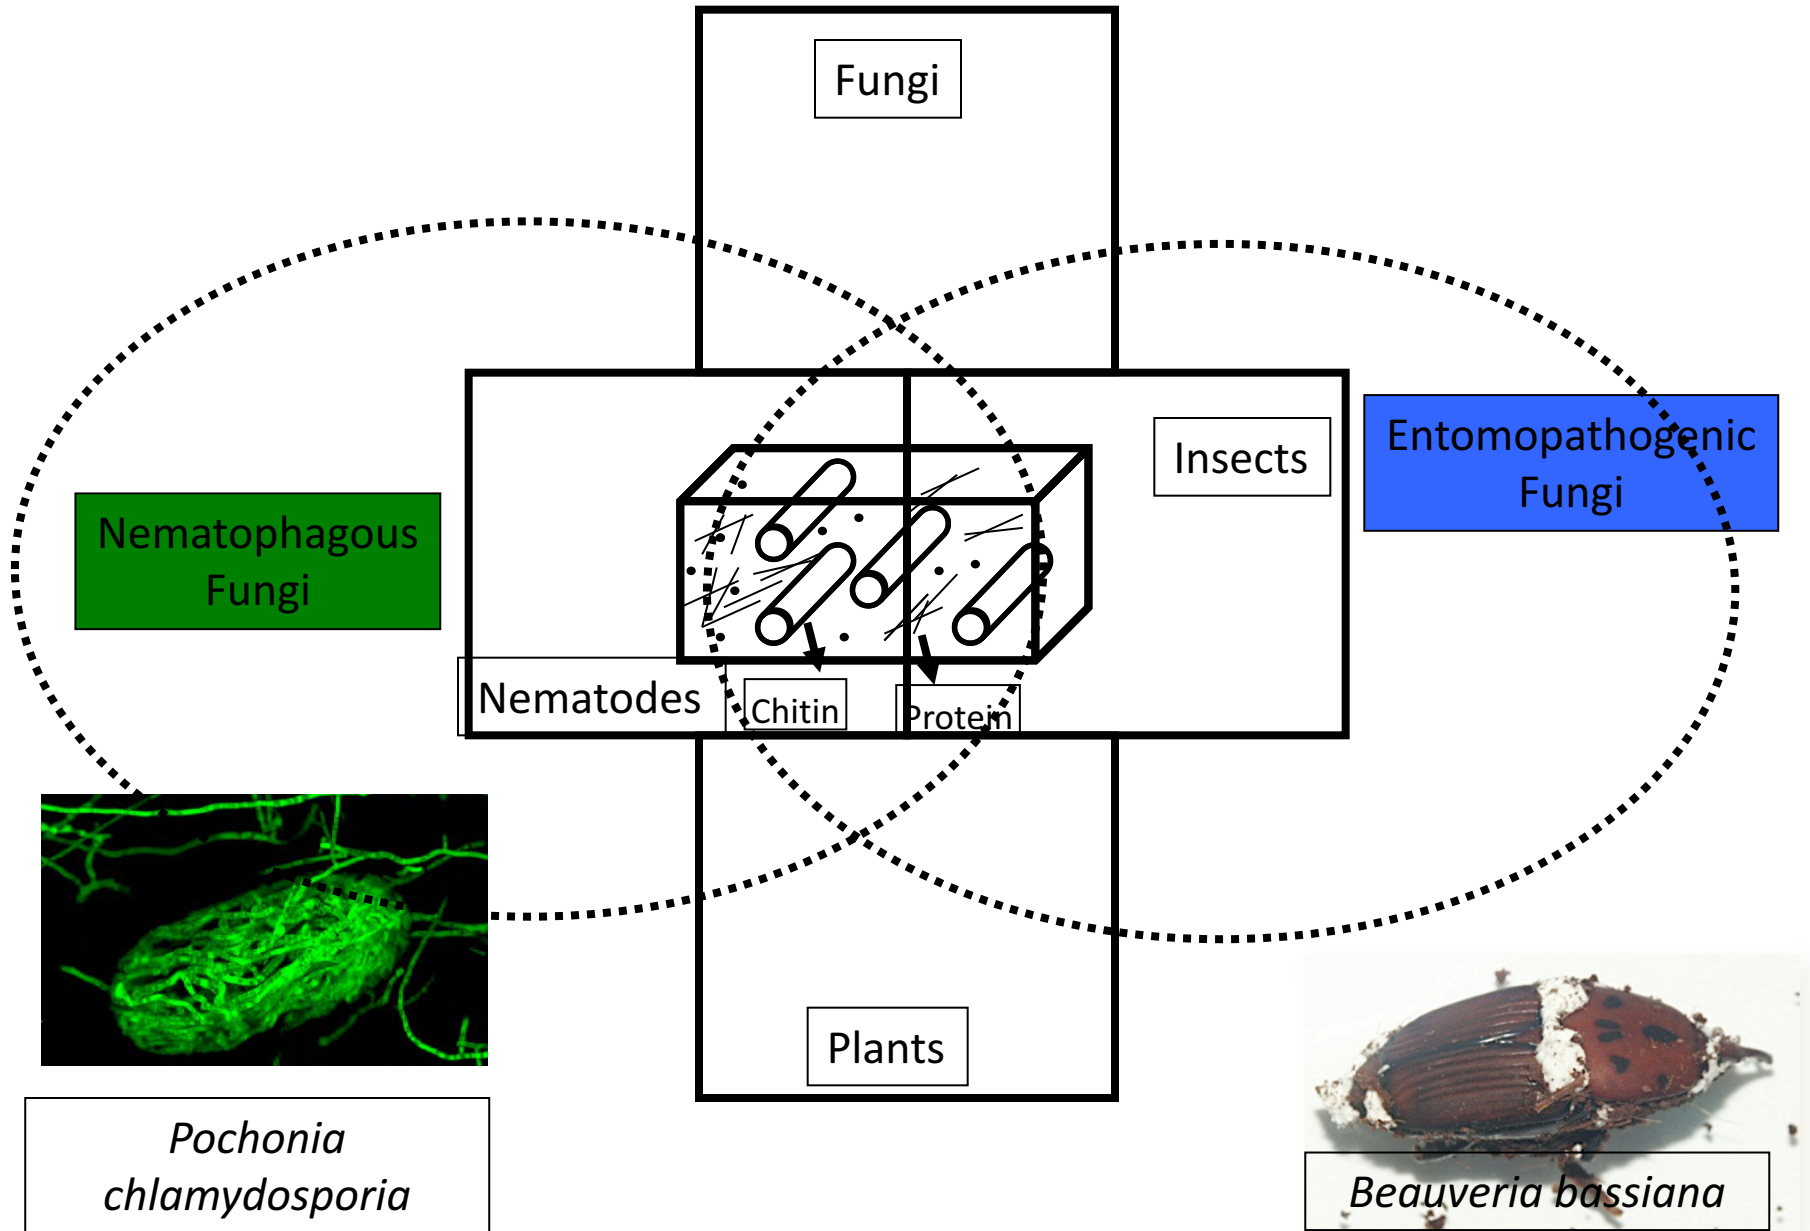 Fungi
Insects
Entomopathogenic
Fungi
Nematophagous
Fungi
Nematodes
Chitin
Protein
Plants
Pochonia
chlamydosporia
Beauveria bassiana